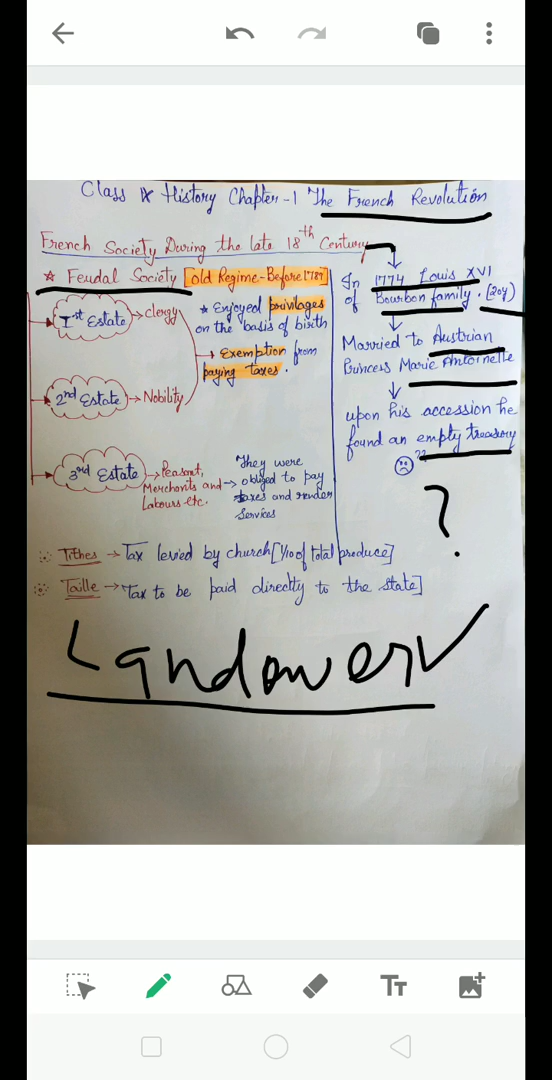 Class IX History Chapter-1 The French Revolution
French Society During the late 18th Century
★ Feudal Society [old Regime-Before 1789]
1st Estate → clergy
★ Enjoyed privilages
on the basis of birth
→ Exemption from
paying taxes.
2nd Estate → Nobility
3rd Estate → Peasant,
Merchants and
Labours etc.
→ They were
obliged to pay
taxes and render
services
In 1774 Louis XVI
of Bourbon family. (20y)
Married to Austrian
Princess Marie Antoinette
upon his accession he
found an empty treasury
?
Tithes → Tax levied by church [1/10 of total produce]
Taille → Tax to be paid directly to the state]
Landower
TT